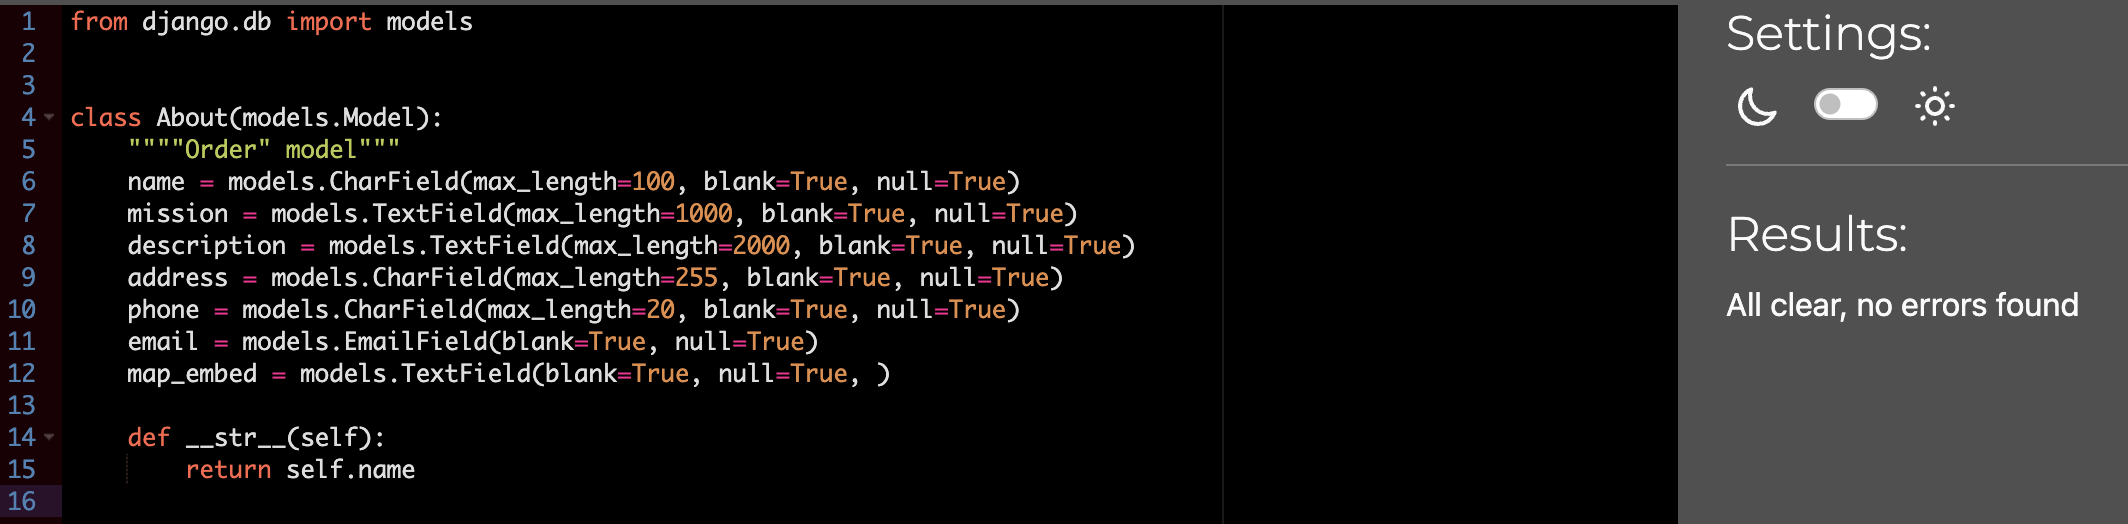 1 from django.db import models
2
3
4 class About(models.Model):
5     """"Order" model"""
6     name = models.CharField(max_length=100, blank=True, null=True)
7     mission = models.TextField(max_length=1000, blank=True, null=True)
8     description = models.TextField(max_length=2000, blank=True, null=True)
9     address = models.CharField(max_length=255, blank=True, null=True)
10     phone = models.CharField(max_length=20, blank=True, null=True)
11     email = models.EmailField(blank=True, null=True)
12     map_embed = models.TextField(blank=True, null=True, )
13
14     def __str__(self):
15         return self.name
16
Settings:
Results:
All clear, no errors found